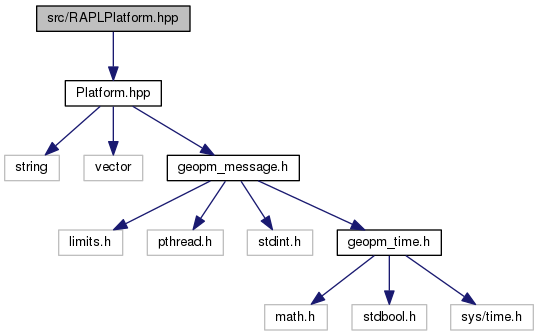 src/RAPLPlatform.hpp
Platform.hpp
string
vector
geopm_message.h
limits.h
pthread.h
stdint.h
geopm_time.h
math.h
stdbool.h
sys/time.h